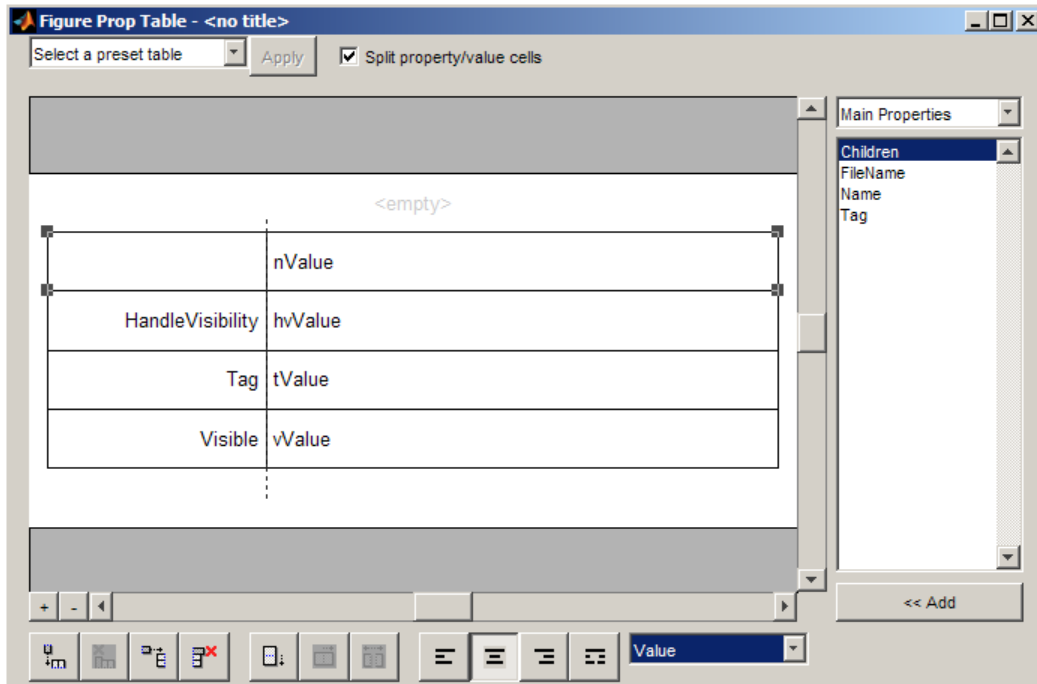 Figure Prop Table - <no title>
Select a preset table
Apply
Split property/value cells
Main Properties
Children
FileName
Name
Tag
<empty>
nValue
HandleVisibility hvValue
Tag tValue
Visible vValue
+ -
<< Add
Value